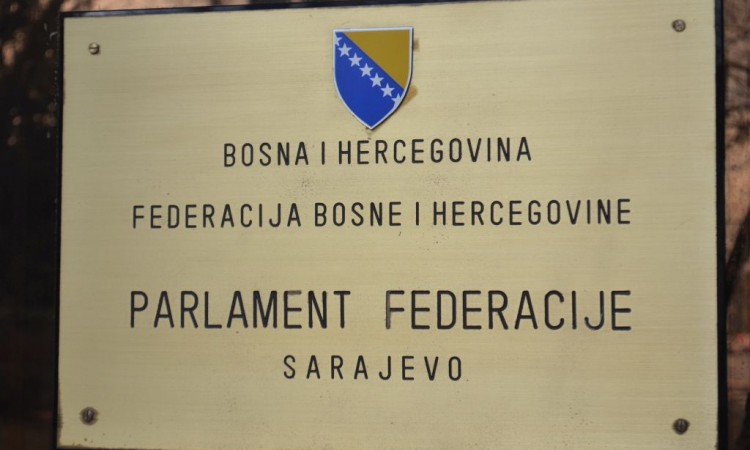 BOSNA I HERCEGOVINA
FEDERACIJA BOSNE I HERCEGOVINE
PARLAMENT FEDERACIJE
SARAJEVO